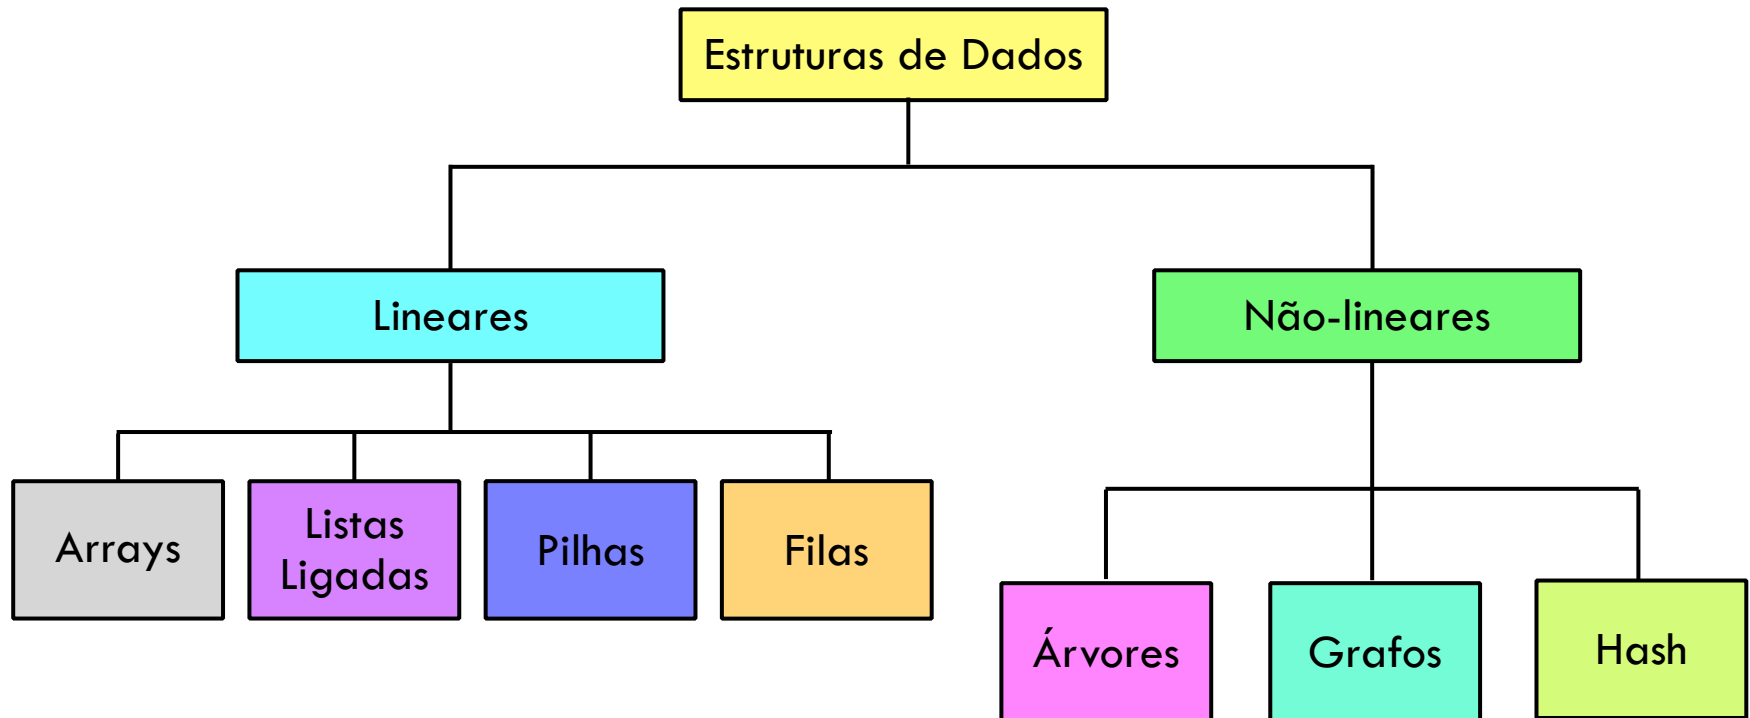 Estruturas de Dados
Lineares
Não-lineares
Arrays
Listas
Ligadas
Pilhas
Filas
Árvores
Grafos
Hash